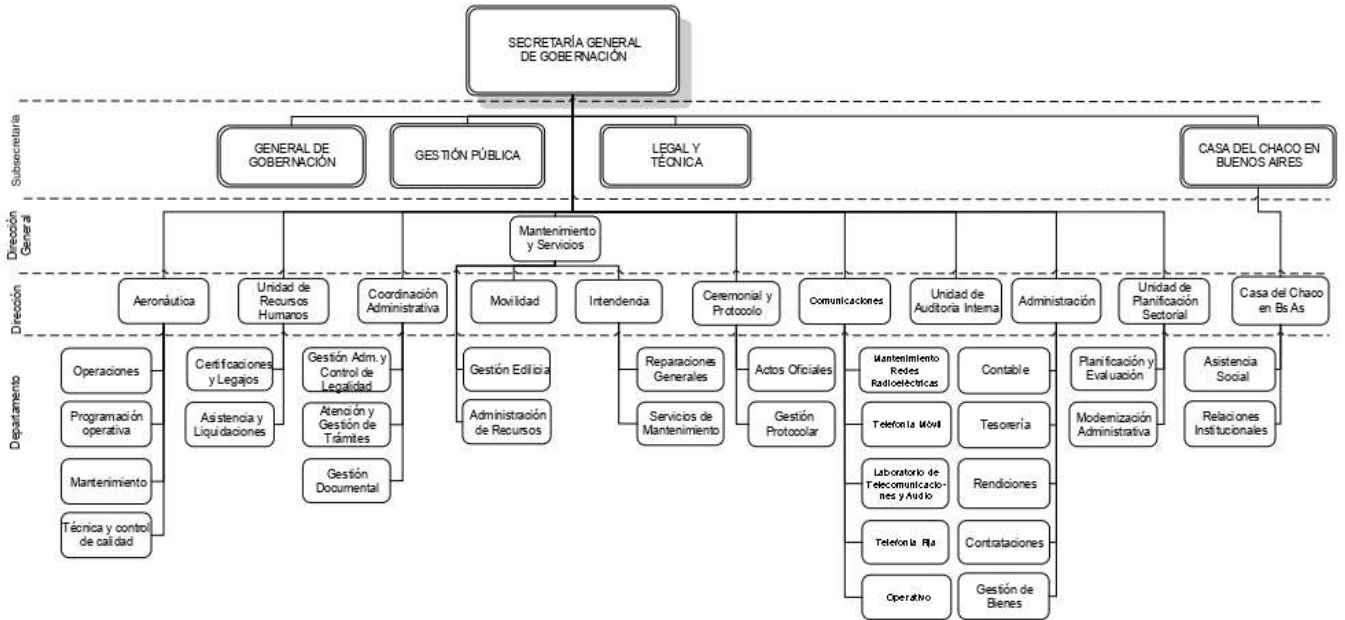 SECRETARÍA GENERAL
DE GOBERNACIÓN
Subsecretaría
GENERAL DE
GOBERNACIÓN
GESTIÓN PÚBLICA
LEGAL Y
TÉCNICA
CASA DEL CHACO EN
BUENOS AIRES
Dirección
General
Mantenimiento
y Servicios
Dirección
Aeronáutica
Unidad de
Recursos
Humanos
Coordinación
Administrativa
Movilidad
Intendencia
Ceremonial y
Protocolo
Comunicaciones
Unidad de
Auditoria Interna
Administración
Unidad de
Planificación
Sectorial
Casa del Chaco
en Bs As
Departamento
Operaciones
Programación
operativa
Mantenimiento
Técnica y control
de calidad
Certificaciones
y Legajos
Asistencia y
Liquidaciones
Gestión Adm. y
Control de
Legalidad
Atención y
Gestión de
Trámites
Gestión
Documental
Gestión Edilicia
Administración
de Recursos
Reparaciones
Generales
Servicios de
Mantenimiento
Actos Oficiales
Gestión
Protocolar
Mantenimiento
Redes
Radioeléctricas
Telefonía Móvil
Laboratorio de
Telecomunicacio-
nes y Audio
Telefonía Fija
Operativo
Contable
Tesorería
Rendiciones
Contrataciones
Gestión de
Bienes
Planificación y
Evaluación
Modernización
Administrativa
Asistencia
Social
Relaciones
Institucionales